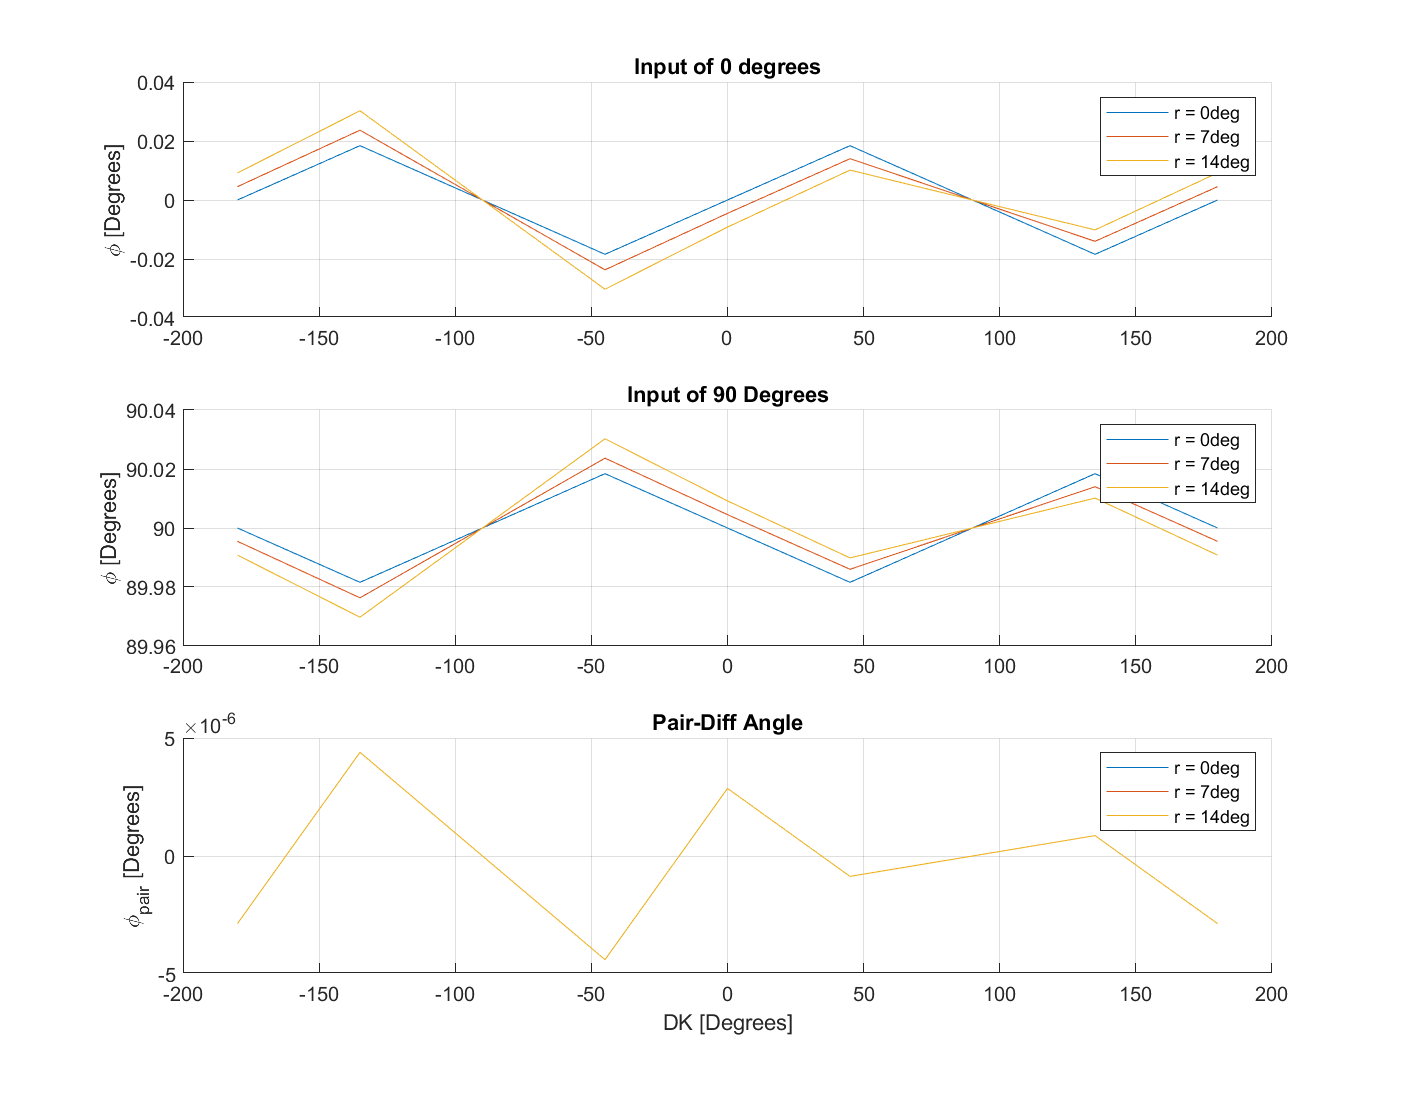 Input of 0 degrees
0.04
0.02
0
-0.02
-0.04
ϕ [Degrees]
r = 0deg
r = 7deg
r = 14deg
-200 -150 -100 -50 0 50 100 150 200
Input of 90 Degrees
90.04
90.02
90
89.98
89.96
ϕ [Degrees]
r = 0deg
r = 7deg
r = 14deg
-200 -150 -100 -50 0 50 100 150 200
Pair-Diff Angle
×10^-6
5
0
-5
ϕ_pair [Degrees]
r = 0deg
r = 7deg
r = 14deg
-200 -150 -100 -50 0 50 100 150 200
DK [Degrees]